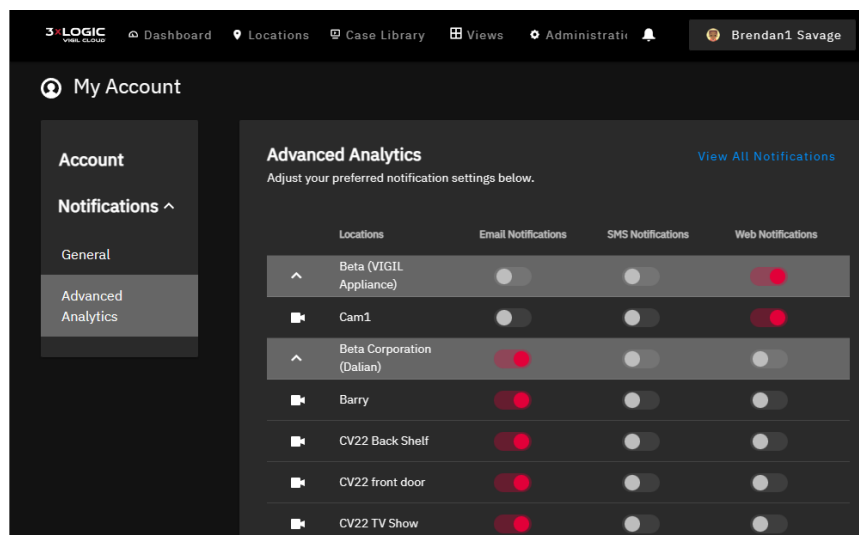 3xLOGIC
VIGIL CLOUD
Dashboard
Locations
Case Library
Views
Administratic
Brendan1 Savage
My Account
Account
Notifications
General
Advanced
Analytics
Advanced Analytics
View All Notifications
Adjust your preferred notification settings below.
Locations
Email Notifications
SMS Notifications
Web Notifications
Beta (VIGIL
Appliance)
Cam1
Beta Corporation
(Dalian)
Barry
CV22 Back Shelf
CV22 front door
CV22 TV Show